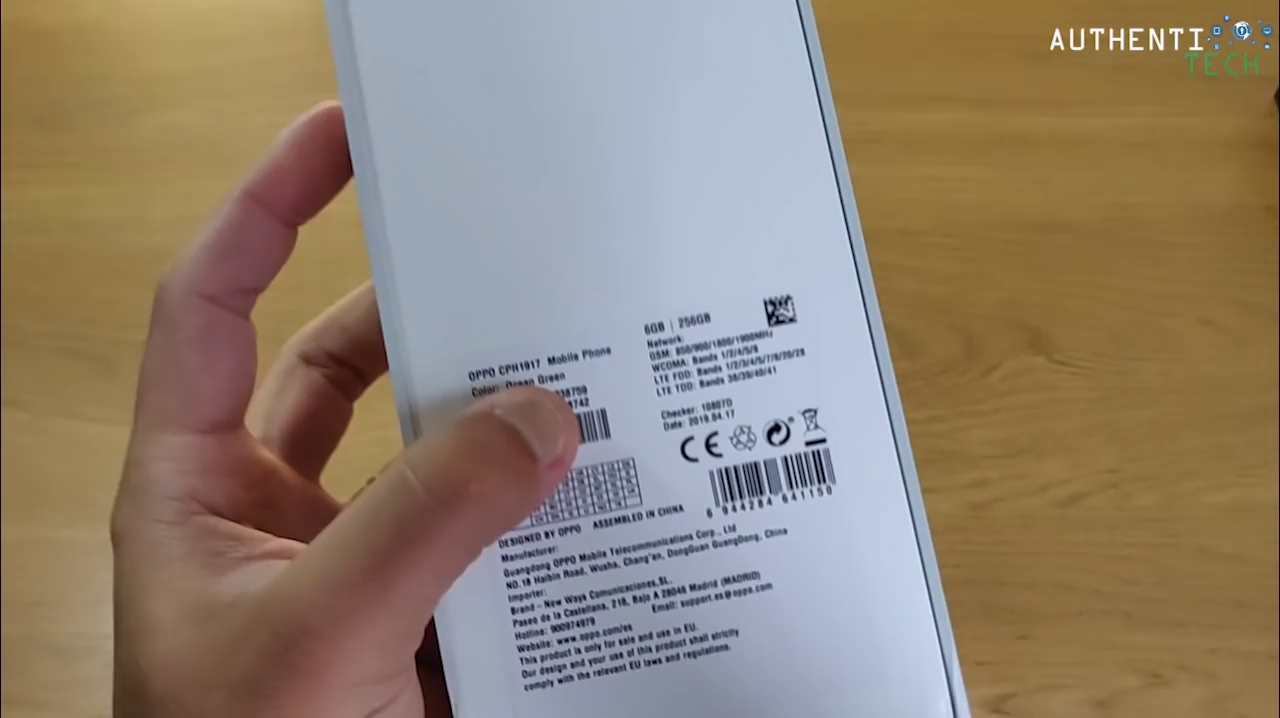 AUTHENTI
TECH
OPPO CPH1917 Mobile Phone
Color: Ocean Green
38759
742
6GB | 256GB
Network:
GSM: 850/900/1800/1900MHz
WCDMA: Bands 1/2/4/5/8
LTE FDD: Bands 1/2/3/4/5/7/8/20/28
LTE TDD: Bands 38/39/40/41
Checker: 10807D
Date: 2019.04.17
CE
6 944284 641150
DESIGNED BY OPPO ASSEMBLED IN CHINA
Manufacturer:
Guangdong OPPO Mobile Telecommunications Corp., Ltd
NO.18 Haibin Road, Wusha, Chang'an, DongGuan GuangDong, China
Importer:
Brand – New Ways Comunicaciones,SL.
Paseo de la Castellana, 216, Bajo A 28046 Madrid (MADRID)
Hotline: 900974979 Email: support.es@oppo.com
Website: www.oppo.com/es
This product is only for sale and use in EU.
Our design and your use of this product shall strictly
comply with the relevant EU laws and regulations.